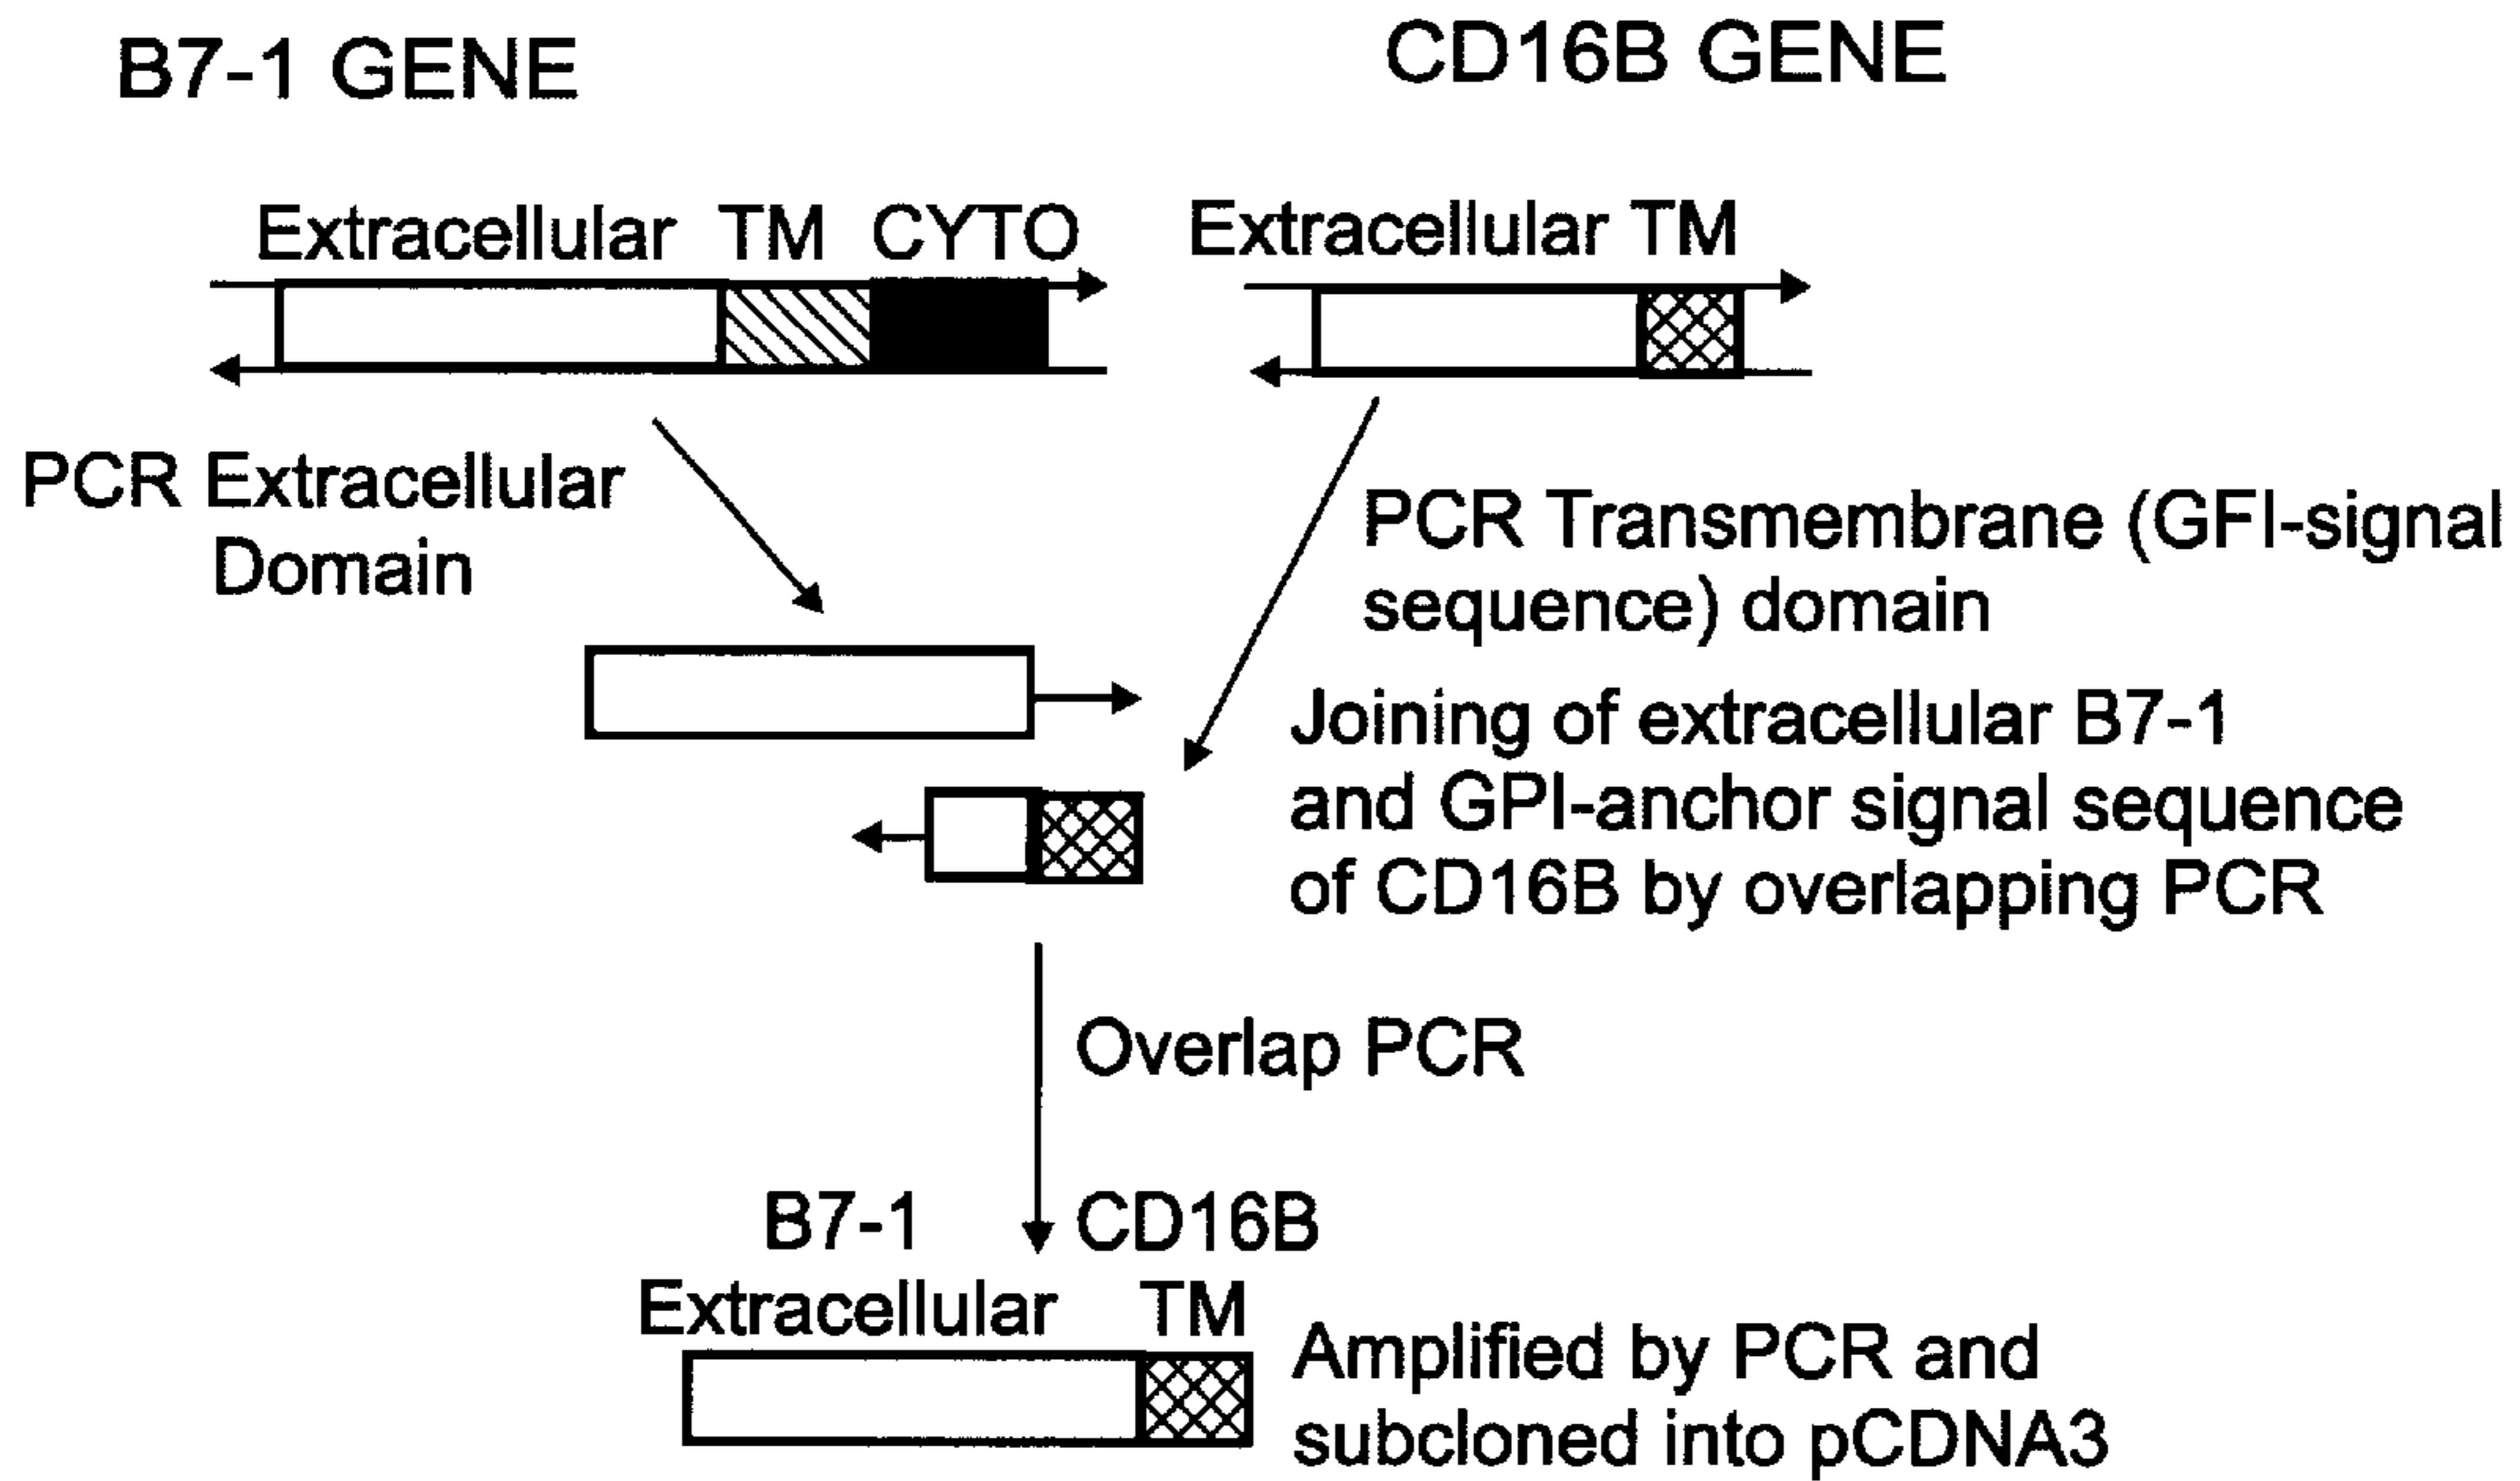 B7-1 GENE
CD16B GENE
Extracellular TM CYTO
Extracellular TM
PCR Extracellular
Domain
PCR Transmembrane (GFI-signal
sequence) domain
Joining of extracellular B7-1
and GPI-anchor signal sequence
of CD16B by overlapping PCR
Overlap PCR
B7-1 CD16B
Extracellular TM
Amplified by PCR and
subcloned into pCDNA3